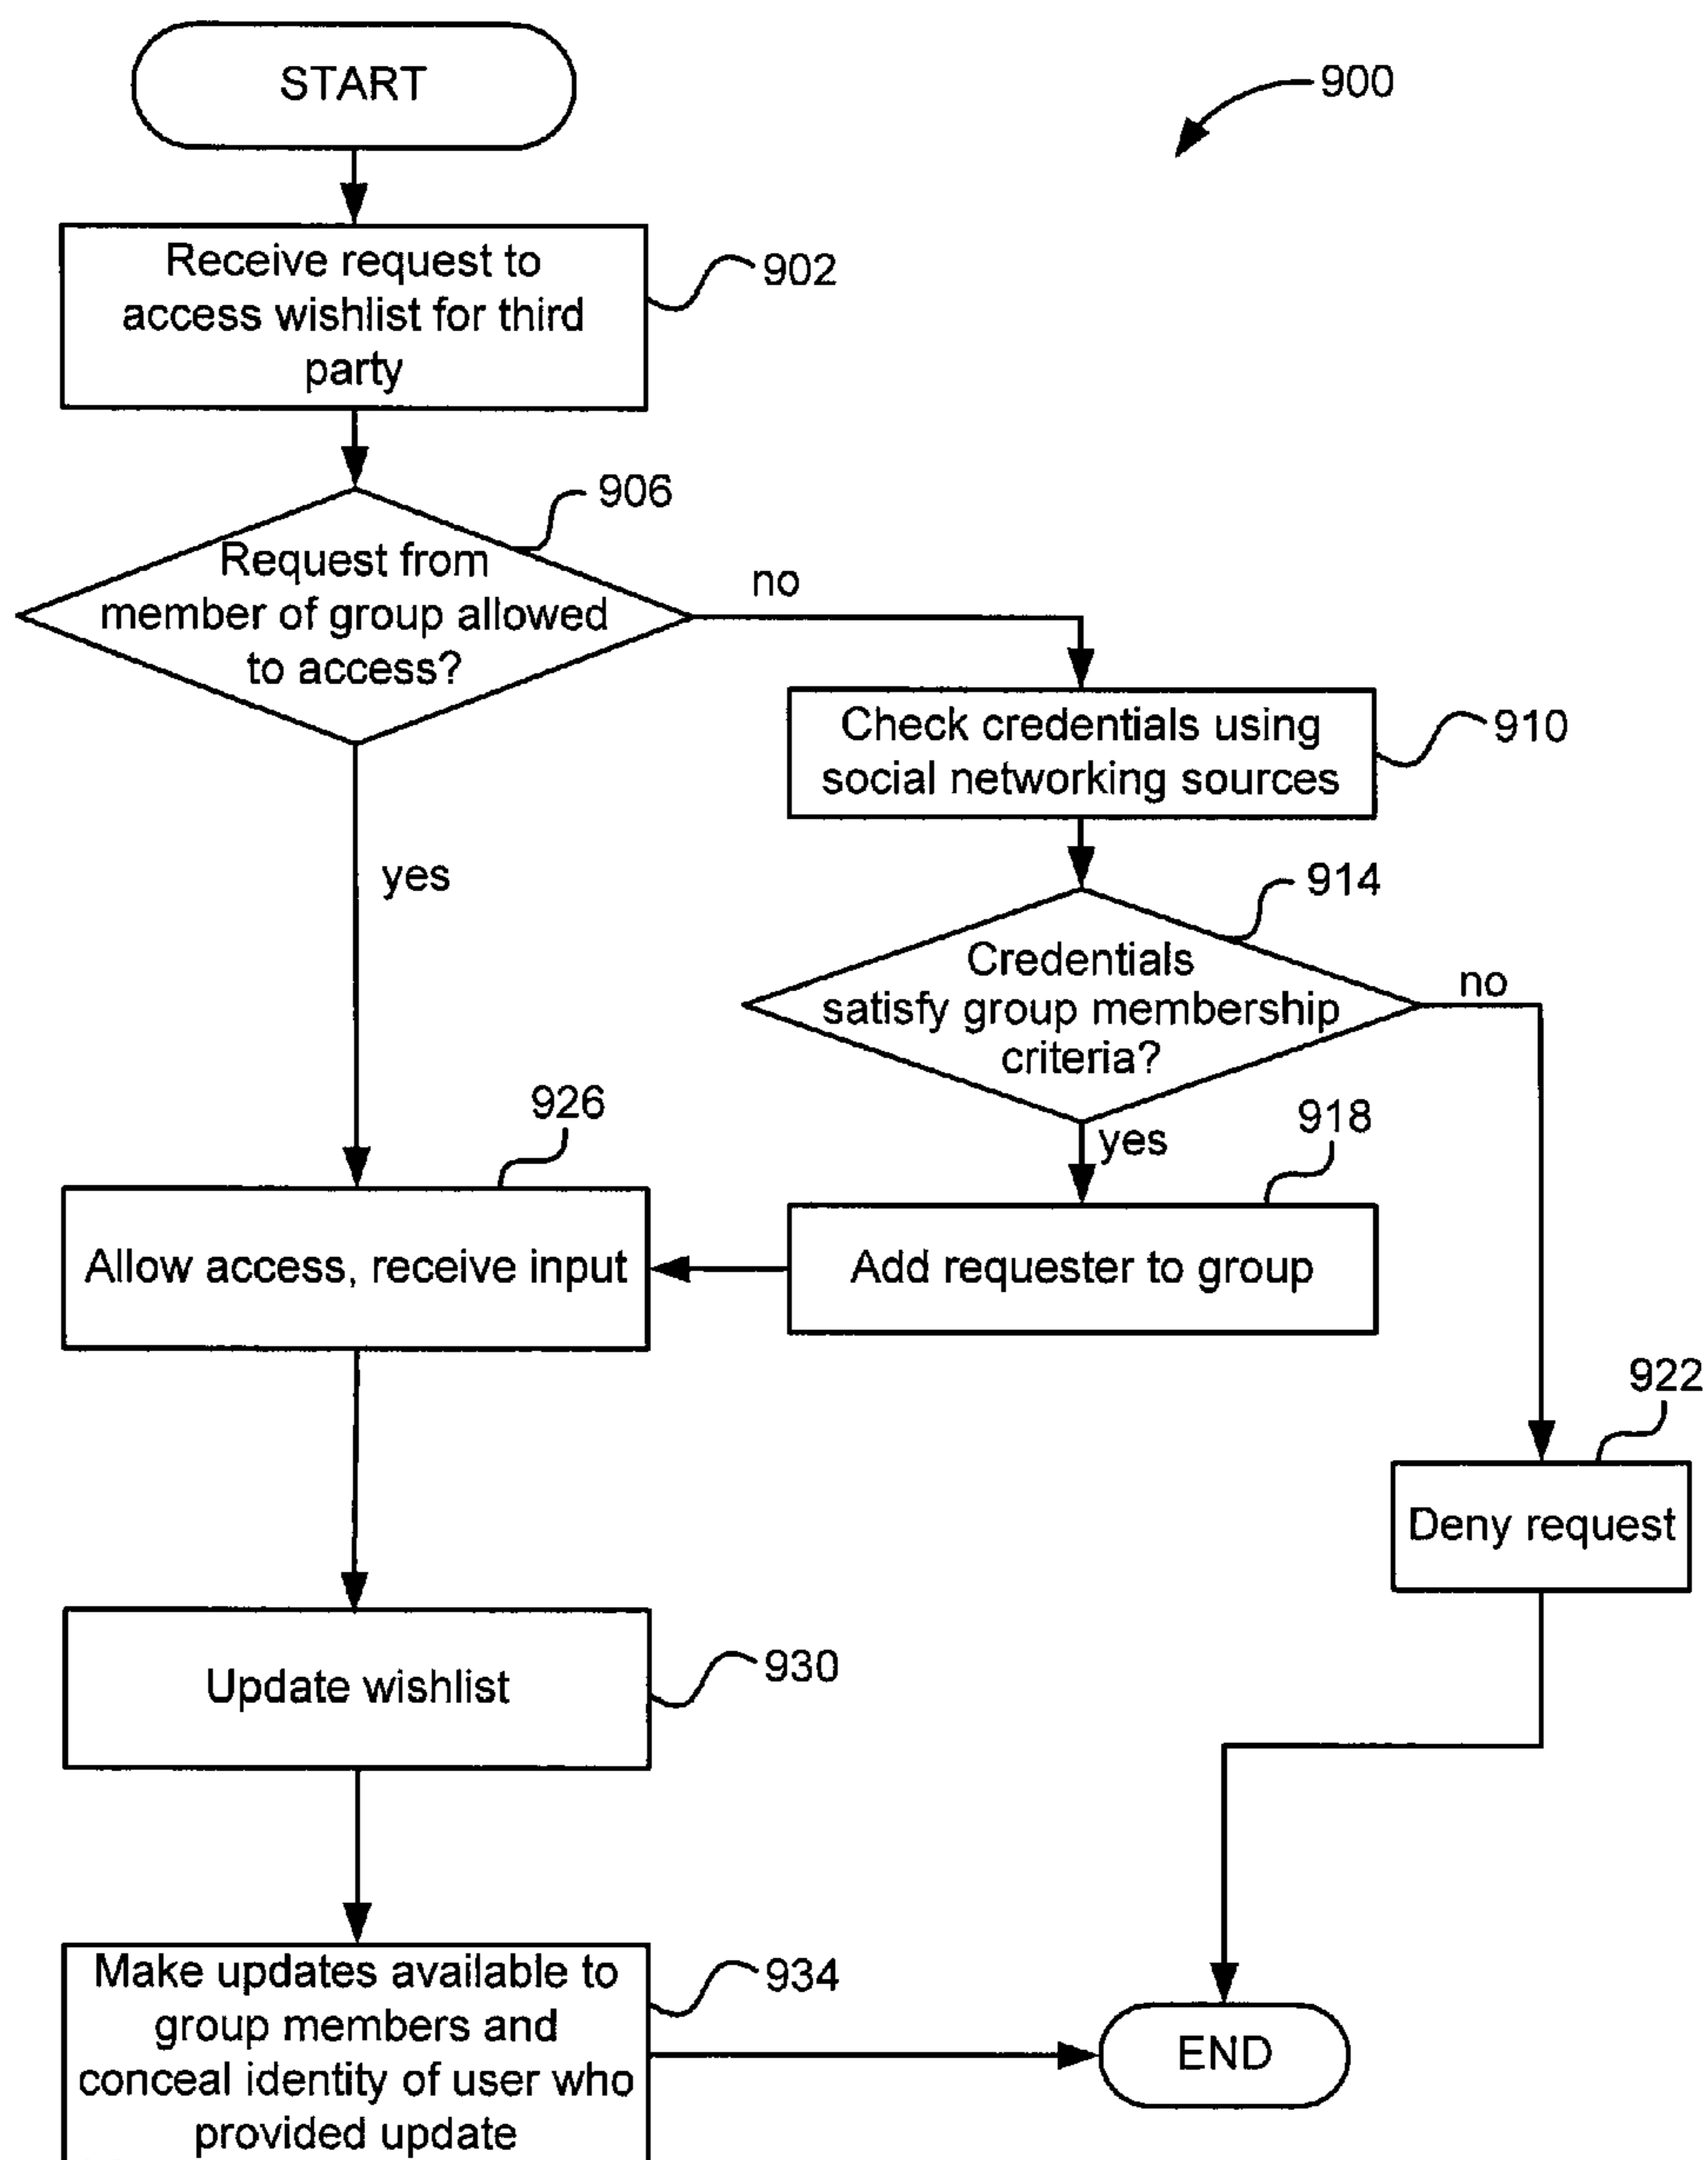 START
900
Receive request to
access wishlist for third
party
902
906
Request from
member of group allowed
to access?
no
yes
Check credentials using
social networking sources
910
914
Credentials
satisfy group membership
criteria?
no
yes
926
918
Allow access, receive input
Add requester to group
922
Deny request
Update wishlist
930
Make updates available to
group members and
conceal identity of user who
provided update
934
END